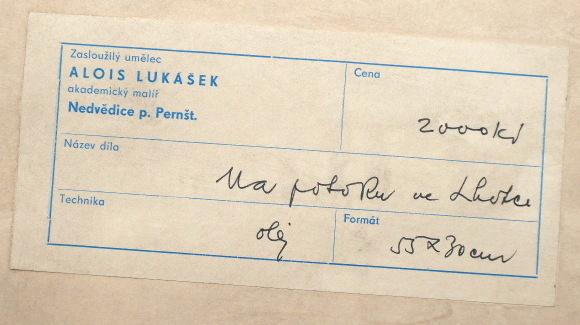 Zasloužilý umělec
ALOIS LUKÁŠEK
akademický malíř
Nedvědice p. Pernšt.
Cena
2000 kč
Název díla
Na potoku ve Lhotce
Technika
olej
Formát
55 x 30 cm